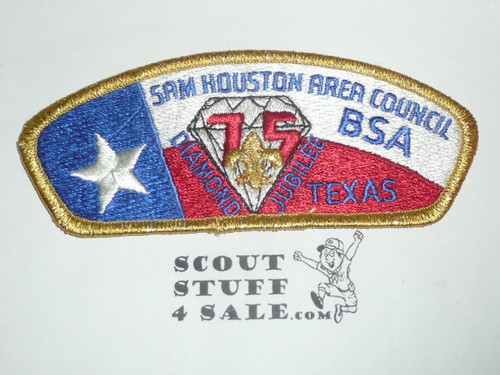 SAM HOUSTON AREA COUNCIL
BSA
75
DIAMOND JUBILEE
TEXAS
SCOUT
STUFF
4 SALE.COM